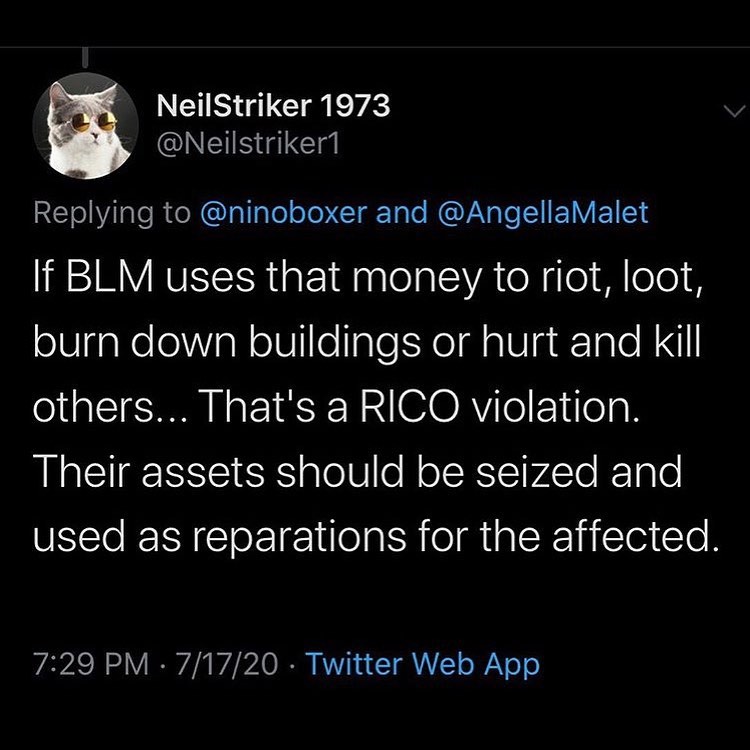 NeilStriker 1973
@Neilstriker1
Replying to @ninoboxer and @AngellaMalet
If BLM uses that money to riot, loot,
burn down buildings or hurt and kill
others... That's a RICO violation.
Their assets should be seized and
used as reparations for the affected.
7:29 PM · 7/17/20 · Twitter Web App